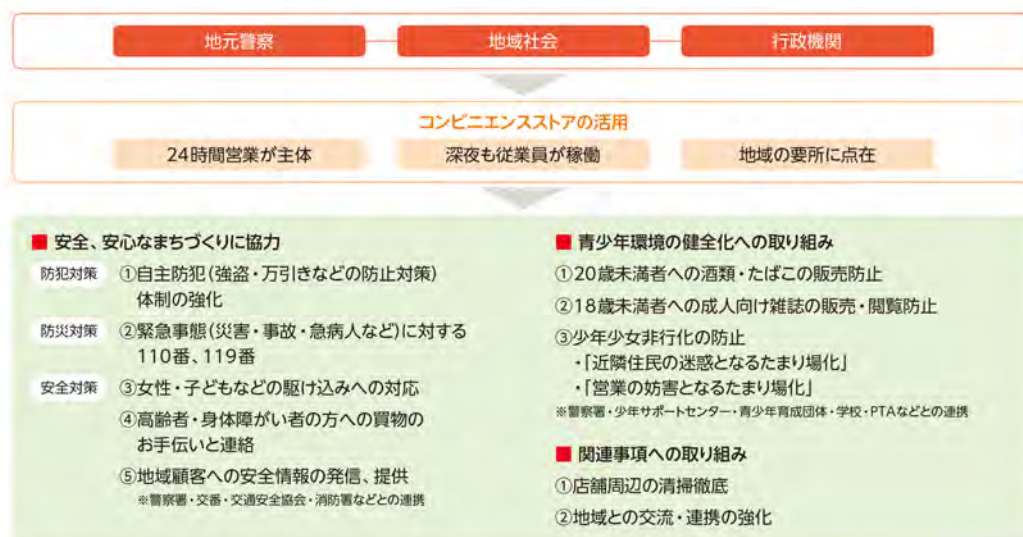 地元警察
地域社会
行政機関
コンビニエンスストアの活用
24時間営業が主体
深夜も従業員が稼働
地域の要所に点在
■ 安全、安心なまちづくりに協力
防犯対策 ①自主防犯(強盗・万引きなどの防止対策)
体制の強化
防災対策 ②緊急事態(災害・事故・急病人など)に対する
110番、119番
安全対策 ③女性・子どもなどの駆け込みへの対応
④高齢者・身体障がい者の方への買物の
お手伝いと連絡
⑤地域顧客への安全情報の発信、提供
※警察署・交番・交通安全協会・消防署などとの連携
■ 青少年環境の健全化への取り組み
①20歳未満者への酒類・たばこの販売防止
②18歳未満者への成人向け雑誌の販売・閲覧防止
③少年少女非行化の防止
・「近隣住民の迷惑となるたまり場化」
・「営業の妨害となるたまり場化」
※警察署・少年サポートセンター・青少年育成団体・学校・PTAなどとの連携
■ 関連事項への取り組み
①店舗周辺の清掃徹底
②地域との交流・連携の強化